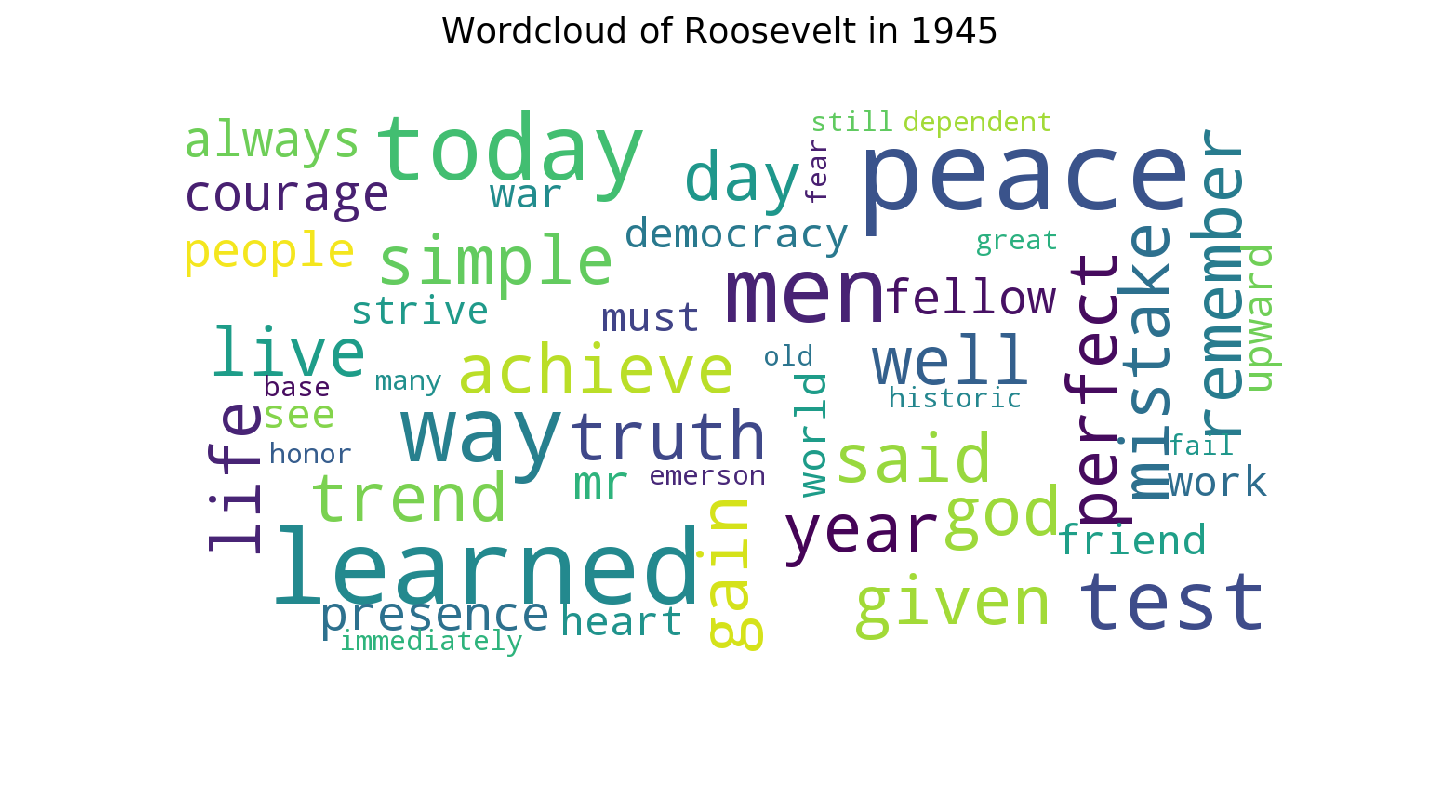 Wordcloud of Roosevelt in 1945
always
today
still
dependent
courage
war
day
fear
peace
remember
people
simple
democracy
great
mistake
upward
strive
must
men
fellow
perfect
live
achieve
old
well
base
many
world
historic
life
see
way
truth
said
fail
honor
mr
emerson
work
trend
gain
year
god
friend
learned
presence
heart
given
test
immediately